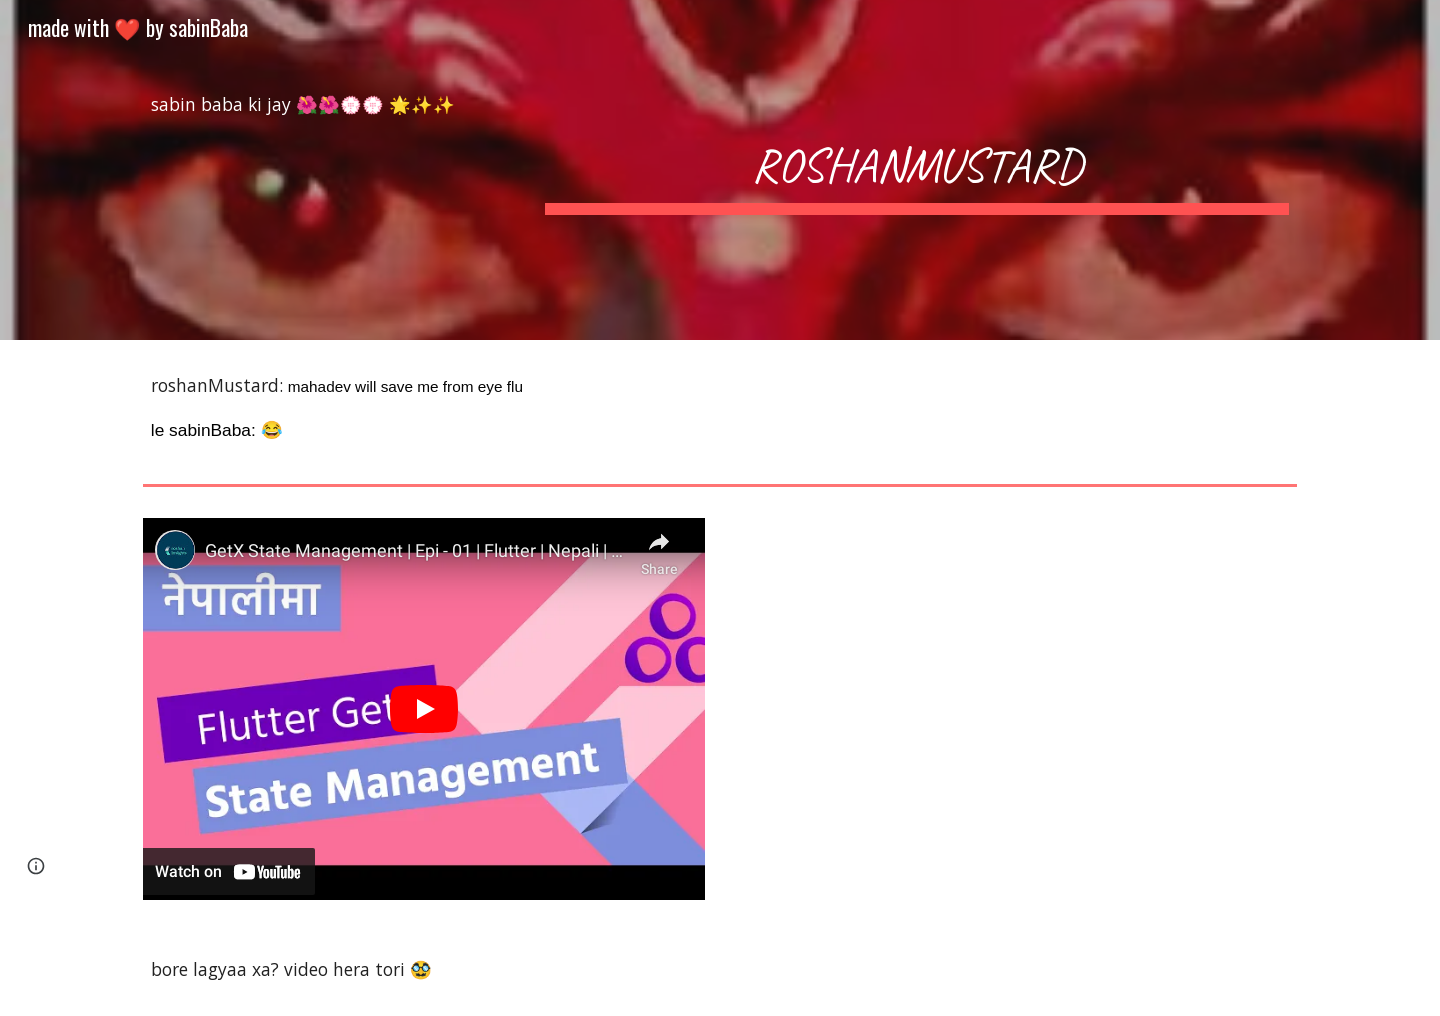 made with ❤️ by sabinBaba
sabin baba ki jay 🌺🌺💮💮 🌟✨✨
ROSHANMUSTARD
roshanMustard: mahadev will save me from eye flu
le sabinBaba: 😂
GetX State Management | Epi - 01 | Flutter | Nepali | ...
Share
नेपालीमा
Flutter Get
State Management
Watch on YouTube
bore lagyaa xa? video hera tori 🥸